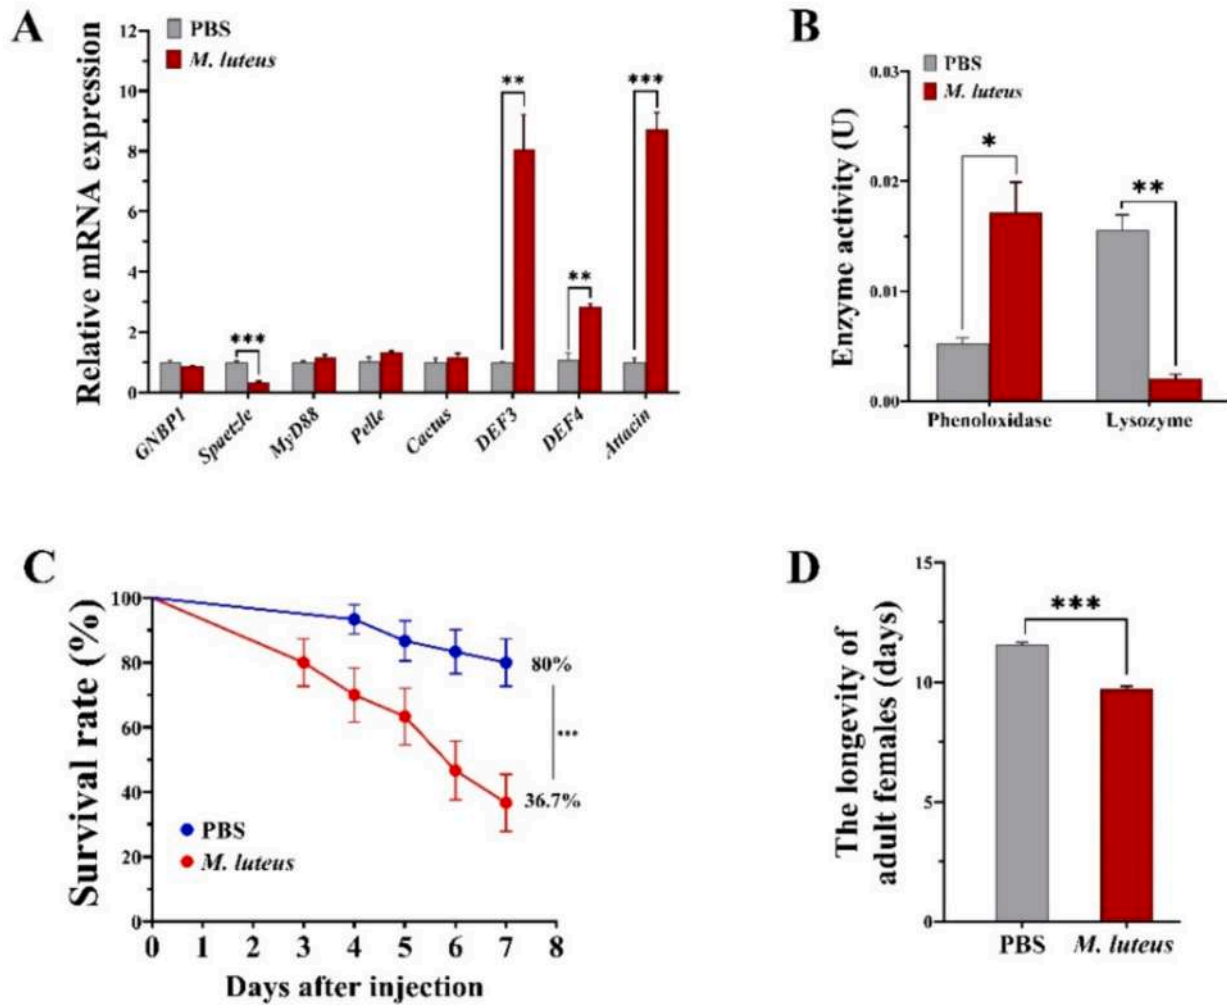 A
PBS
M. luteus
Relative mRNA expression
12
10
8
6
4
2
0
**
***
***
**
GNBP1
Spaetzle
MyD88
Pelle
Cactus
DEF3
DEF4
Attacin
B
PBS
M. luteus
Enzyme activity (U)
0.03
0.02
0.01
0.00
*
**
Phenoloxidase
Lysozyme
C
Survival rate (%)
100
80
60
40
20
0
80%
***
36.7%
PBS
M. luteus
0 1 2 3 4 5 6 7 8
Days after injection
D
The longevity of
adult females (days)
15
10
5
0
***
PBS
M. luteus